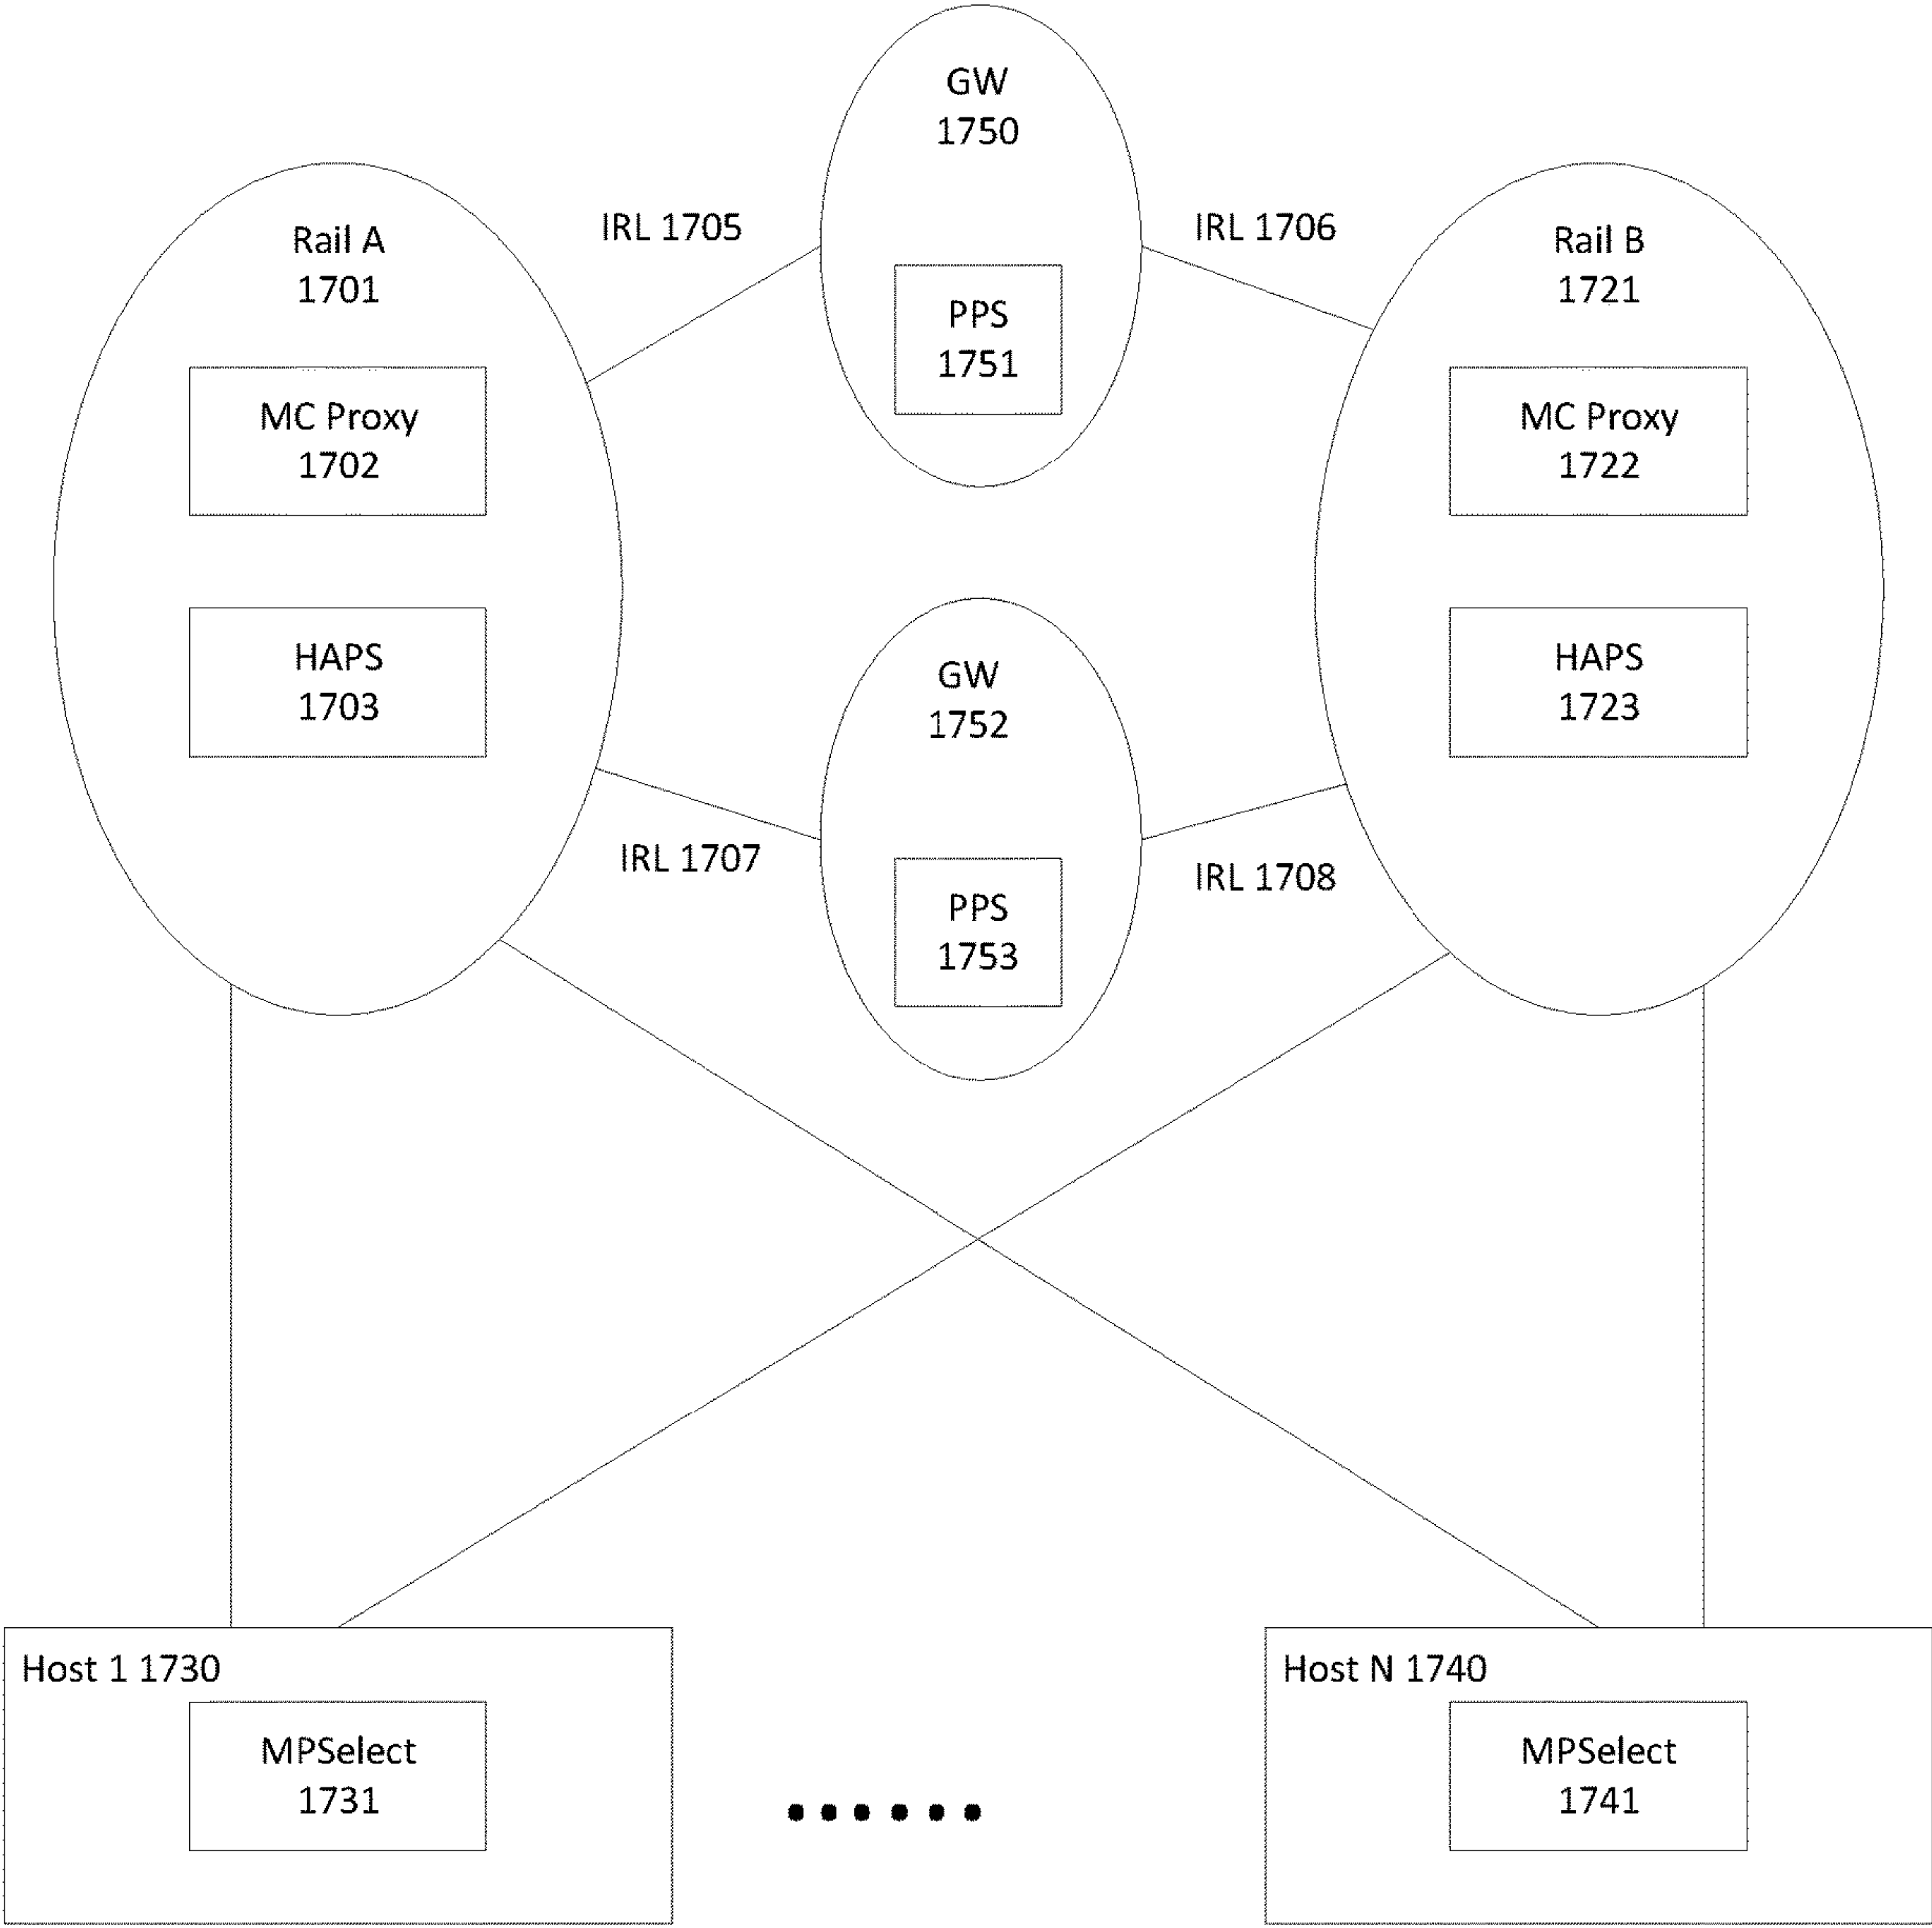 GW
1750
IRL 1705
IRL 1706
Rail A
1701
Rail B
1721
PPS
1751
MC Proxy
1702
MC Proxy
1722
HAPS
1703
GW
1752
HAPS
1723
IRL 1707
IRL 1708
PPS
1753
Host 1 1730
MPSelect
1731
Host N 1740
MPSelect
1741